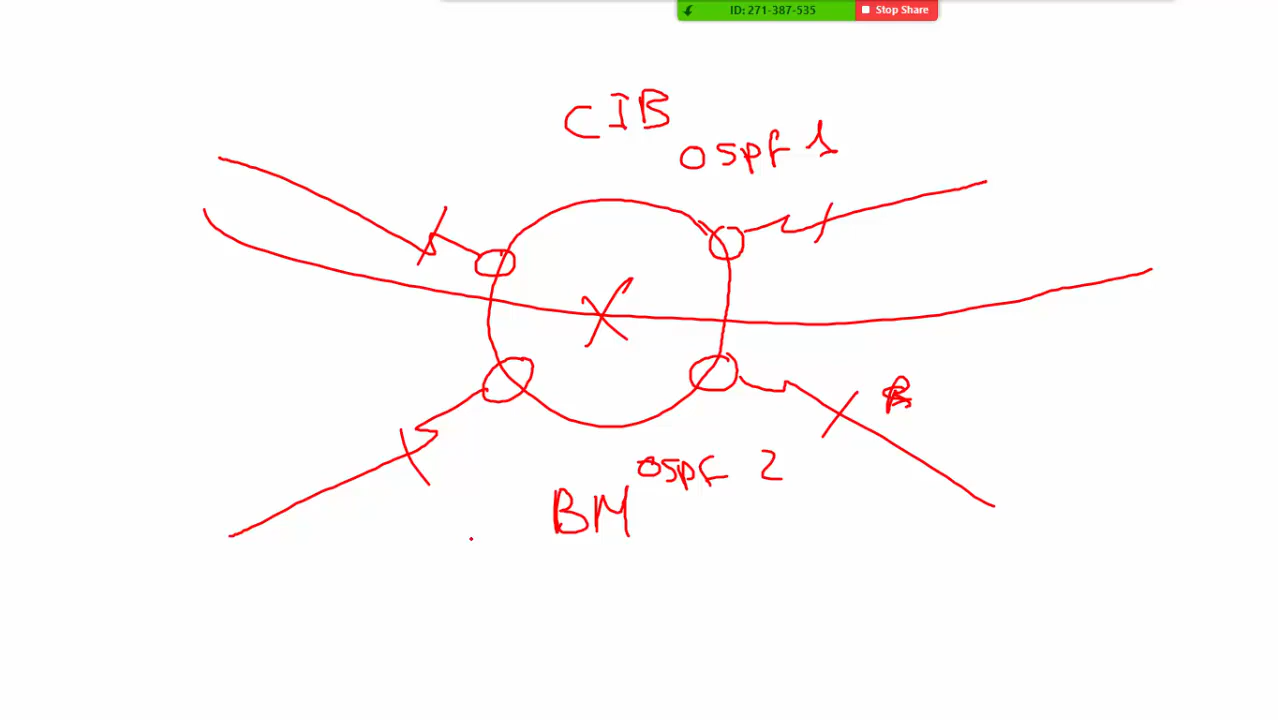 ID: 271-387-535 Stop Share
CIB
OSPF 1
OSPF 2
BM